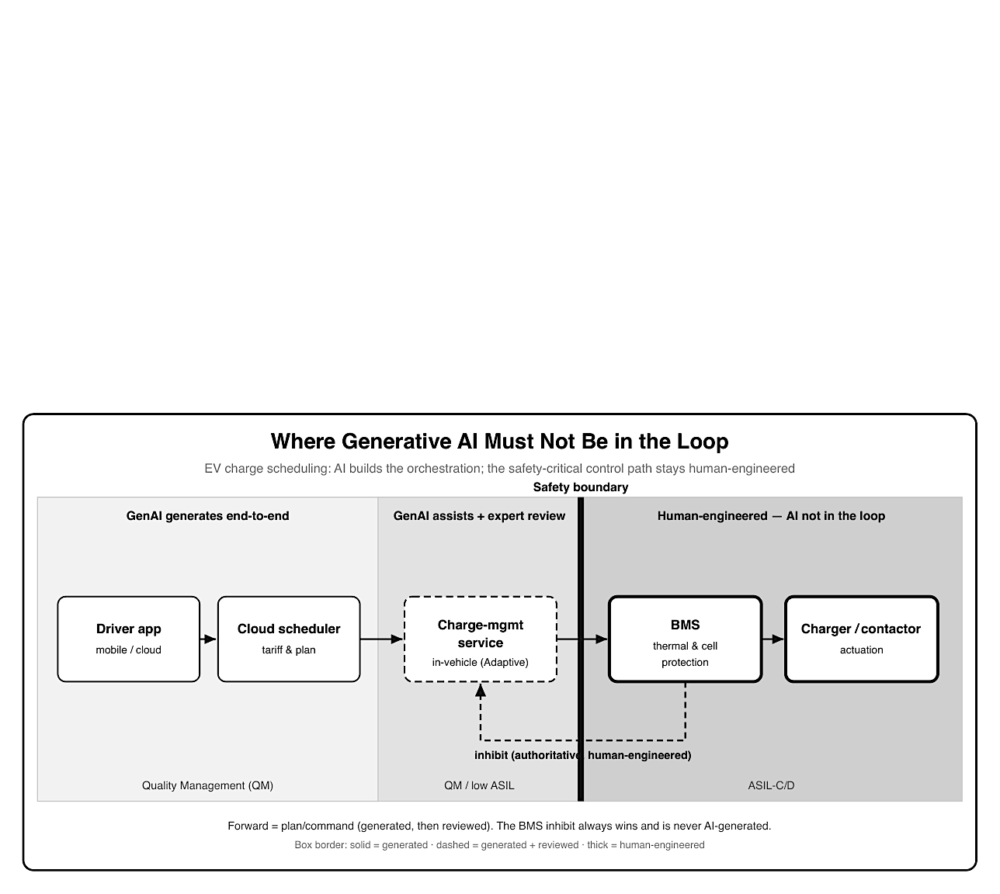 Where Generative AI Must Not Be in the Loop
EV charge scheduling: AI builds the orchestration; the safety-critical control path stays human-engineered
Safety boundary
GenAI generates end-to-end
GenAI assists + expert review
Human-engineered — AI not in the loop
Driver app
mobile / cloud
Cloud scheduler
tariff & plan
Charge-mgmt
service
in-vehicle (Adaptive)
BMS
thermal & cell
protection
Charger / contactor
actuation
inhibit (authoritative, human-engineered)
Quality Management (QM)
QM / low ASIL
ASIL-C/D
Forward = plan/command (generated, then reviewed). The BMS inhibit always wins and is never AI-generated.
Box border: solid = generated · dashed = generated + reviewed · thick = human-engineered